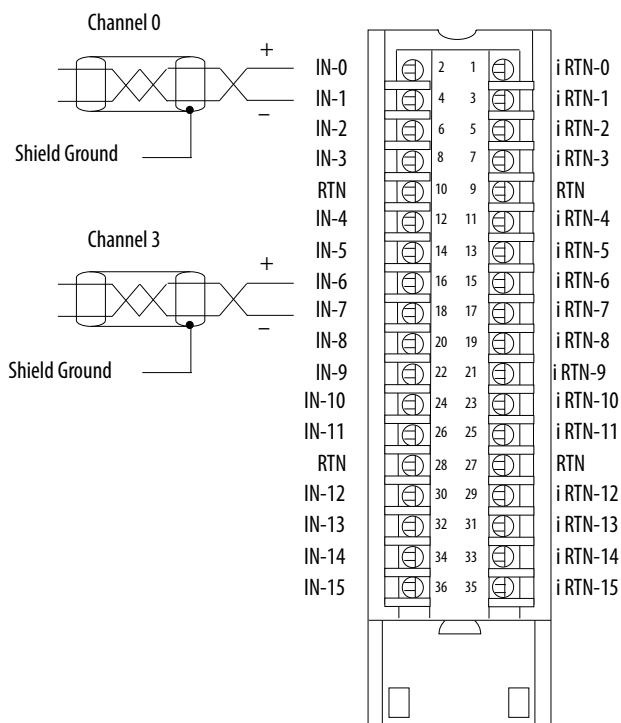 Channel 0
+
–
Shield Ground
Channel 3
+
–
Shield Ground
IN-0 2 1 i RTN-0
IN-1 4 3 i RTN-1
IN-2 6 5 i RTN-2
IN-3 8 7 i RTN-3
RTN 10 9 RTN
IN-4 12 11 i RTN-4
IN-5 14 13 i RTN-5
IN-6 16 15 i RTN-6
IN-7 18 17 i RTN-7
IN-8 20 19 i RTN-8
IN-9 22 21 i RTN-9
IN-10 24 23 i RTN-10
IN-11 26 25 i RTN-11
RTN 28 27 RTN
IN-12 30 29 i RTN-12
IN-13 32 31 i RTN-13
IN-14 34 33 i RTN-14
IN-15 36 35 i RTN-15